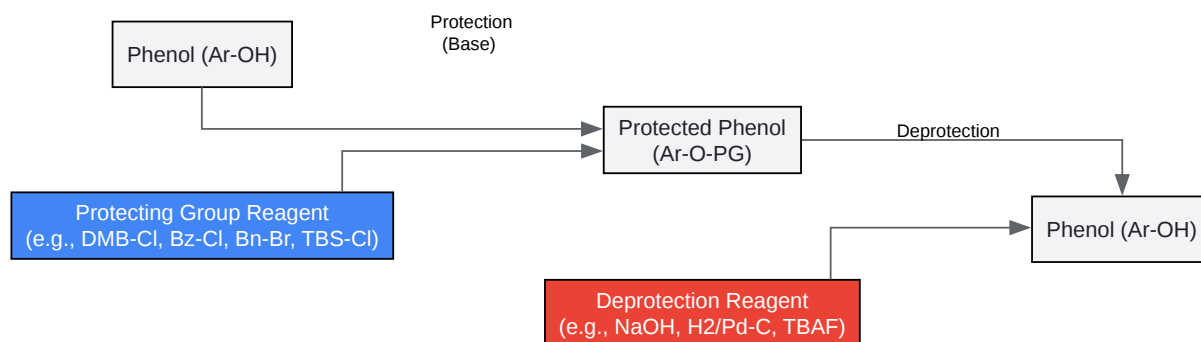 Protection
(Base)
Phenol (Ar-OH)
Protected Phenol
(Ar-O-PG)
Deprotection
Protecting Group Reagent
(e.g., DMB-Cl, Bz-Cl, Bn-Br, TBS-Cl)
Phenol (Ar-OH)
Deprotection Reagent
(e.g., NaOH, H2/Pd-C, TBAF)